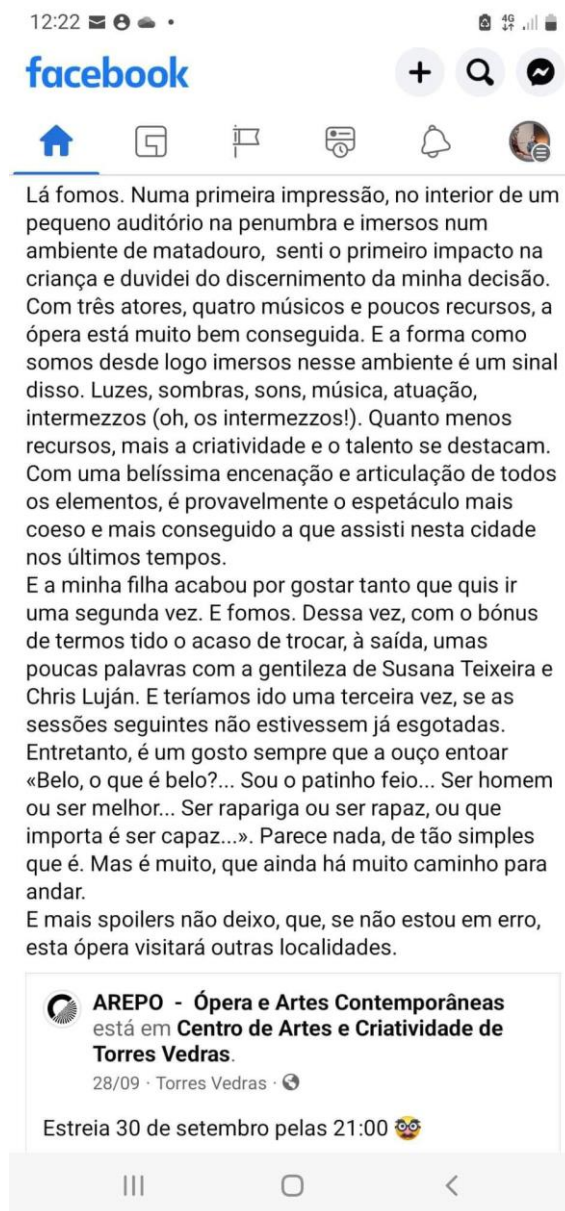 12:22
4G
facebook
Lá fomos. Numa primeira impressão, no interior de um
pequeno auditório na penumbra e imersos num
ambiente de matadouro,  senti o primeiro impacto na
criança e duvidei do discernimento da minha decisão.
Com três atores, quatro músicos e poucos recursos, a
ópera está muito bem conseguida. E a forma como
somos desde logo imersos nesse ambiente é um sinal
disso. Luzes, sombras, sons, música, atuação,
intermezzos (oh, os intermezzos!). Quanto menos
recursos, mais a criatividade e o talento se destacam.
Com uma belíssima encenação e articulação de todos
os elementos, é provavelmente o espetáculo mais
coeso e mais conseguido a que assisti nesta cidade
nos últimos tempos.
E a minha filha acabou por gostar tanto que quis ir
uma segunda vez. E fomos. Dessa vez, com o bónus
de termos tido o acaso de trocar, à saída, umas
poucas palavras com a gentileza de Susana Teixeira e
Chris Luján. E teríamos ido uma terceira vez, se as
sessões seguintes não estivessem já esgotadas.
Entretanto, é um gosto sempre que a ouço entoar
«Belo, o que é belo?... Sou o patinho feio... Ser homem
ou ser melhor... Ser rapariga ou ser rapaz, ou que
importa é ser capaz...». Parece nada, de tão simples
que é. Mas é muito, que ainda há muito caminho para
andar.
E mais spoilers não deixo, que, se não estou em erro,
esta ópera visitará outras localidades.
AREPO - Ópera e Artes Contemporâneas
está em Centro de Artes e Criatividade de
Torres Vedras.
28/09 · Torres Vedras ·
Estreia 30 de setembro pelas 21:00 🥸